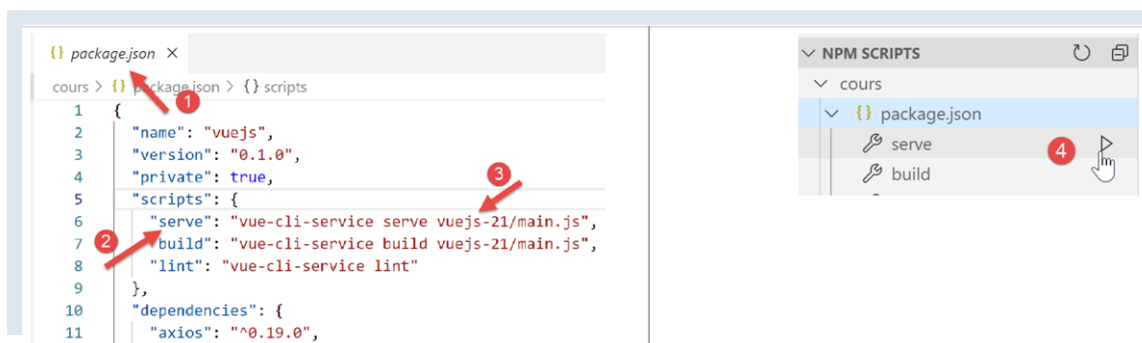 {} package.json ×
cours > {} package.json > {} scripts
1 {
1
2 "name": "vuejs",
3 "version": "0.1.0",
4 "private": true,
3
5 "scripts": {
6 "serve": "vue-cli-service serve vuejs-21/main.js",
2
7 "build": "vue-cli-service build vuejs-21/main.js",
8 "lint": "vue-cli-service lint"
9 },
10 "dependencies": {
11 "axios": "^0.19.0",
NPM SCRIPTS
cours
{} package.json
serve
4
build